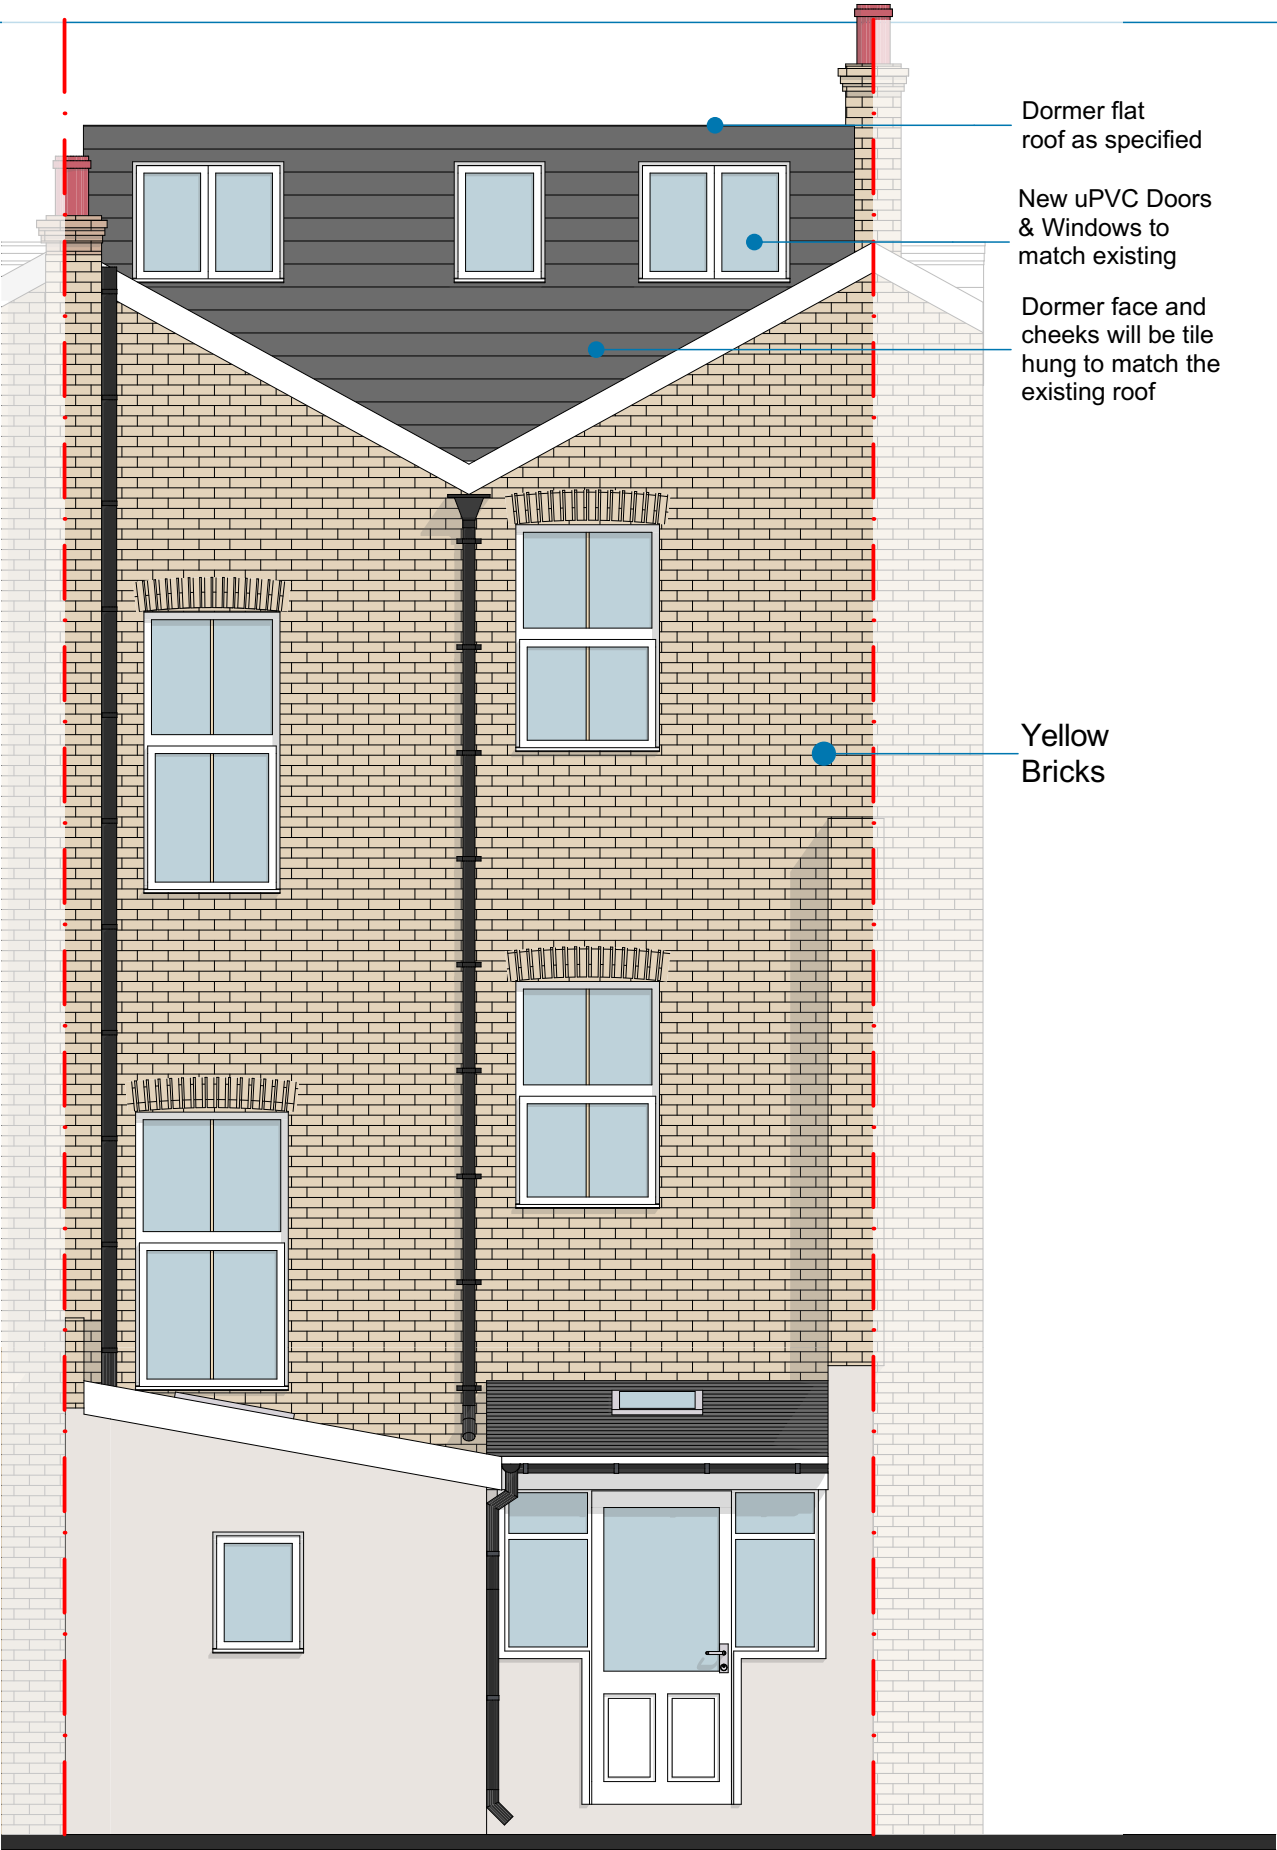 Dormer flat
roof as specified
New uPVC Doors
& Windows to
match existing
Dormer face and
cheeks will be tile
hung to match the
existing roof
Yellow
Bricks